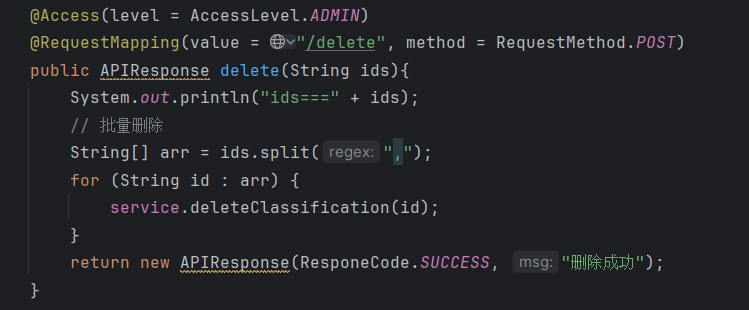 @Access(level = AccessLevel.ADMIN)
@RequestMapping(value = "/delete", method = RequestMethod.POST)
public APIResponse delete(String ids){
    System.out.println("ids===" + ids);
    // 批量删除
    String[] arr = ids.split( regex: ",");
    for (String id : arr) {
        service.deleteClassification(id);
    }
    return new APIResponse(ResponeCode.SUCCESS, msg: "删除成功");
}